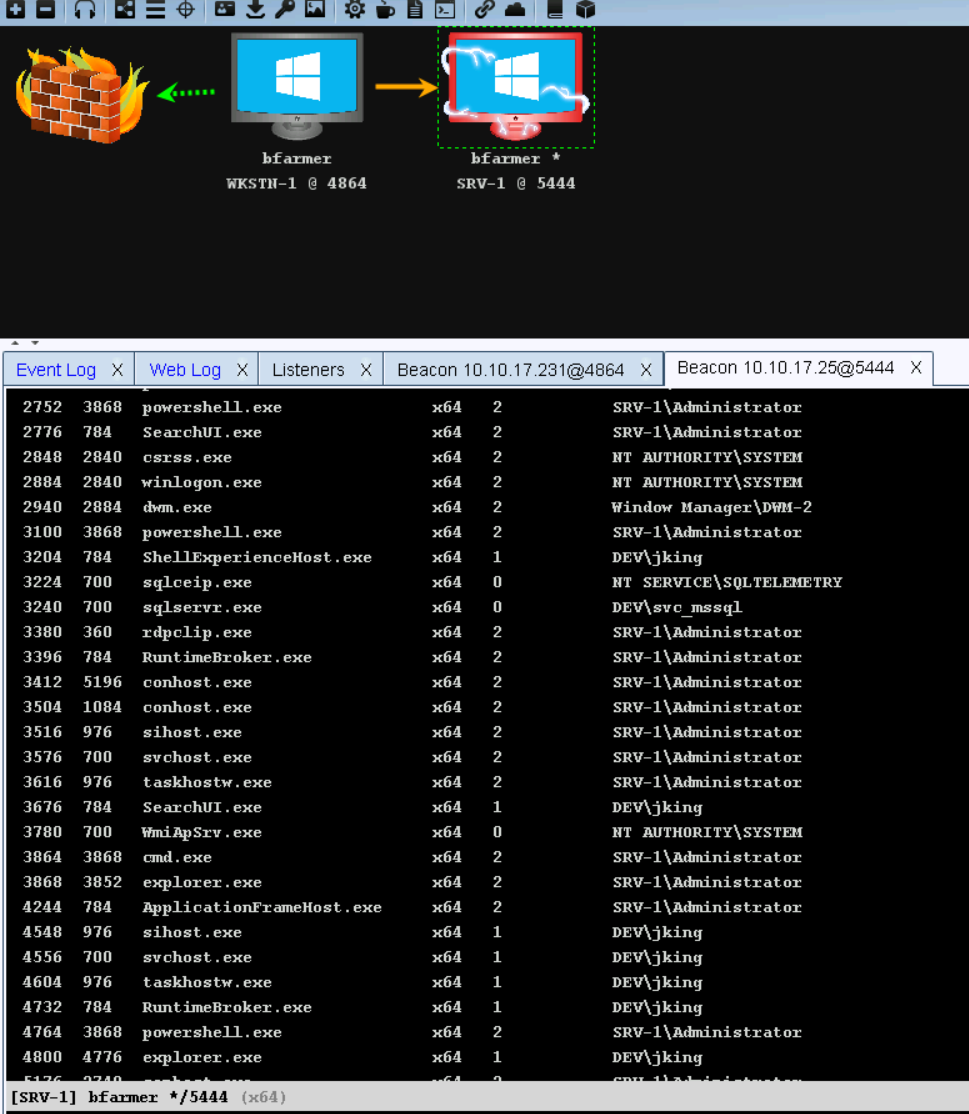 bfarmer
WKSTN-1 @ 4864
bfarmer *
SRV-1 @ 5444
Event Log X Web Log X Listeners X Beacon 10.10.17.231@4864 X Beacon 10.10.17.25@5444 X
2752 3868 powershell.exe x64 2 SRV-1\Administrator
2776 784 SearchUI.exe x64 2 SRV-1\Administrator
2848 2840 csrss.exe x64 2 NT AUTHORITY\SYSTEM
2884 2840 winlogon.exe x64 2 NT AUTHORITY\SYSTEM
2940 2884 dwm.exe x64 2 Window Manager\DWM-2
3100 3868 powershell.exe x64 2 SRV-1\Administrator
3204 784 ShellExperienceHost.exe x64 1 DEV\jking
3224 700 sqlceip.exe x64 0 NT SERVICE\SQLTELEMETRY
3240 700 sqlservr.exe x64 0 DEV\svc_mssql
3380 360 rdpclip.exe x64 2 SRV-1\Administrator
3396 784 RuntimeBroker.exe x64 2 SRV-1\Administrator
3412 5196 conhost.exe x64 2 SRV-1\Administrator
3504 1084 conhost.exe x64 2 SRV-1\Administrator
3516 976 sihost.exe x64 2 SRV-1\Administrator
3576 700 svchost.exe x64 2 SRV-1\Administrator
3616 976 taskhostw.exe x64 2 SRV-1\Administrator
3676 784 SearchUI.exe x64 1 DEV\jking
3780 700 WmiApSrv.exe x64 0 NT AUTHORITY\SYSTEM
3864 3868 cmd.exe x64 2 SRV-1\Administrator
3868 3852 explorer.exe x64 2 SRV-1\Administrator
4244 784 ApplicationFrameHost.exe x64 2 SRV-1\Administrator
4548 976 sihost.exe x64 1 DEV\jking
4556 700 svchost.exe x64 1 DEV\jking
4604 976 taskhostw.exe x64 1 DEV\jking
4732 784 RuntimeBroker.exe x64 1 DEV\jking
4764 3868 powershell.exe x64 2 SRV-1\Administrator
4800 4776 explorer.exe x64 1 DEV\jking
[SRV-1] bfarmer */5444 (x64)